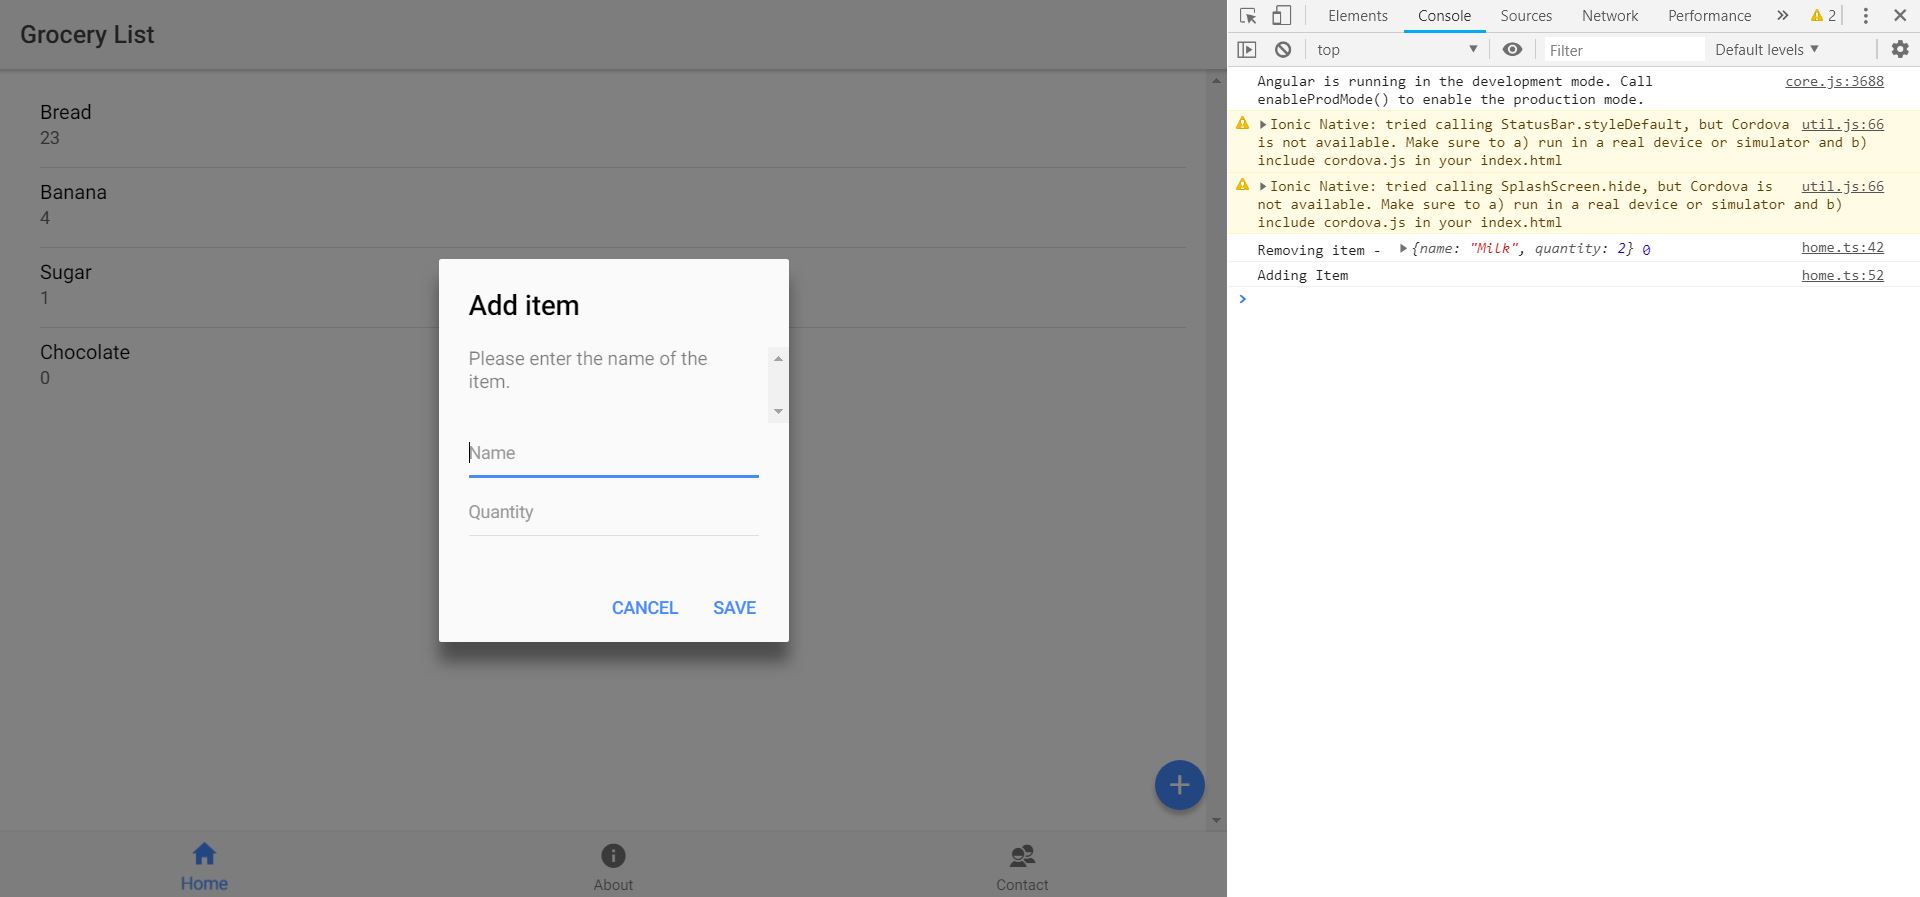 Grocery List
Bread
23
Banana
4
Sugar
1
Chocolate
0
Add item
Please enter the name of the
item.
Name
Quantity
CANCEL SAVE
Home
About
Contact
Elements Console Sources Network Performance 2
top Filter Default levels
Angular is running in the development mode. Call core.js:3688
enableProdMode() to enable the production mode.
Ionic Native: tried calling StatusBar.styleDefault, but Cordova util.js:66
is not available. Make sure to a) run in a real device or simulator and b)
include cordova.js in your index.html
Ionic Native: tried calling SplashScreen.hide, but Cordova is util.js:66
not available. Make sure to a) run in a real device or simulator and b)
include cordova.js in your index.html
Removing item - {name: "Milk", quantity: 2} 0 home.ts:42
Adding Item home.ts:52